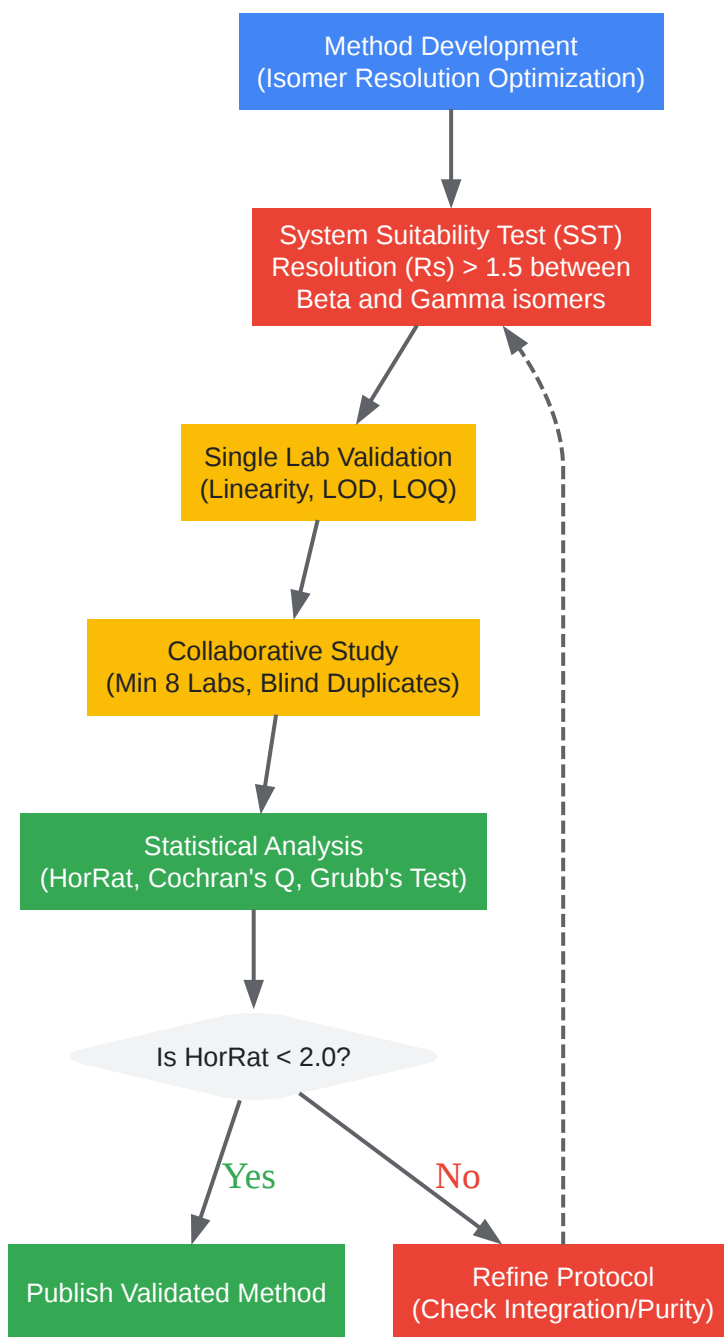 Method Development
(Isomer Resolution Optimization)
System Suitability Test (SST)
Resolution (Rs) > 1.5 between
Beta and Gamma isomers
Single Lab Validation
(Linearity, LOD, LOQ)
Collaborative Study
(Min 8 Labs, Blind Duplicates)
Statistical Analysis
(HorRat, Cochran's Q, Grubb's Test)
Is HorRat < 2.0?
Yes
No
Publish Validated Method
Refine Protocol
(Check Integration/Purity)